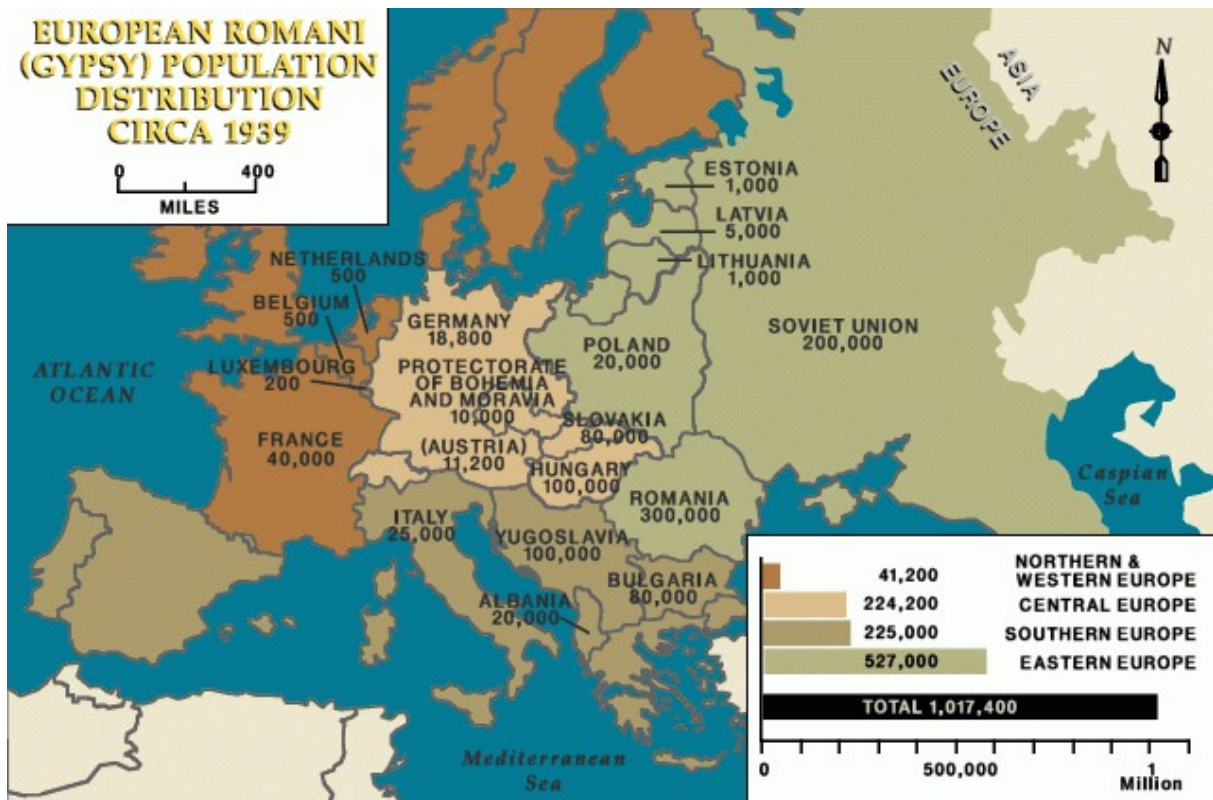 EUROPEAN ROMANI
(GYPSY) POPULATION
DISTRIBUTION
CIRCA 1939
0 400
MILES
N
ASIA
EUROPE
ESTONIA
1,000
LATVIA
5,000
LITHUANIA
1,000
NETHERLANDS
500
BELGIUM
500
LUXEMBOURG
200
GERMANY
18,800
PROTECTORATE
OF BOHEMIA
AND MORAVIA
10,000
POLAND
20,000
SOVIET UNION
200,000
ATLANTIC
OCEAN
FRANCE
40,000
(AUSTRIA)
11,200
SLOVAKIA
80,000
HUNGARY
100,000
ROMANIA
300,000
Caspian
Sea
ITALY
25,000
YUGOSLAVIA
100,000
BULGARIA
80,000
ALBANIA
20,000
Mediterranean
Sea
41,200 NORTHERN &
WESTERN EUROPE
224,200 CENTRAL EUROPE
225,000 SOUTHERN EUROPE
527,000 EASTERN EUROPE
TOTAL 1,017,400
0 500,000 1
Million